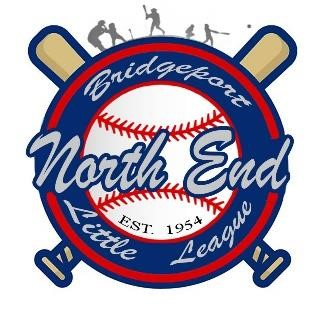 Bridgeport
North End
EST. 1954
Little League